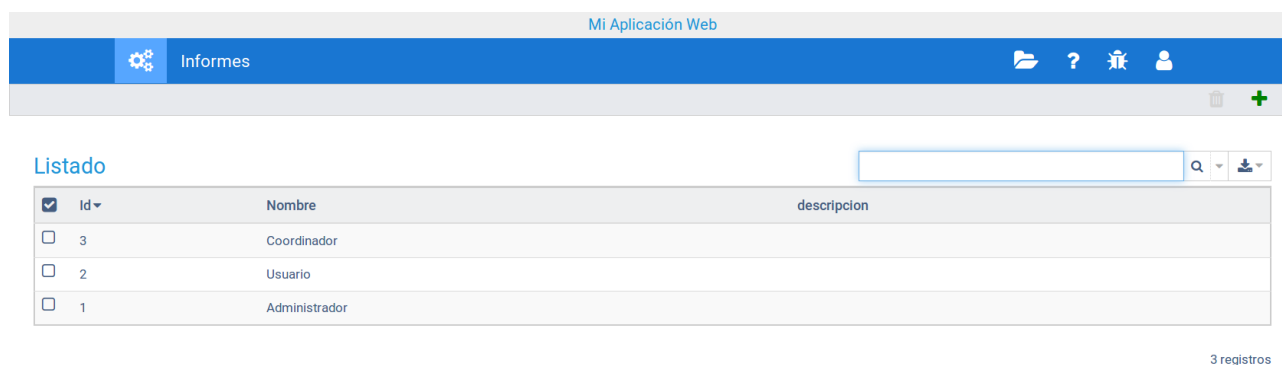 Mi Aplicación Web
Informes ?
Listado
Id Nombre descripcion
3 Coordinador
2 Usuario
1 Administrador
3 registros